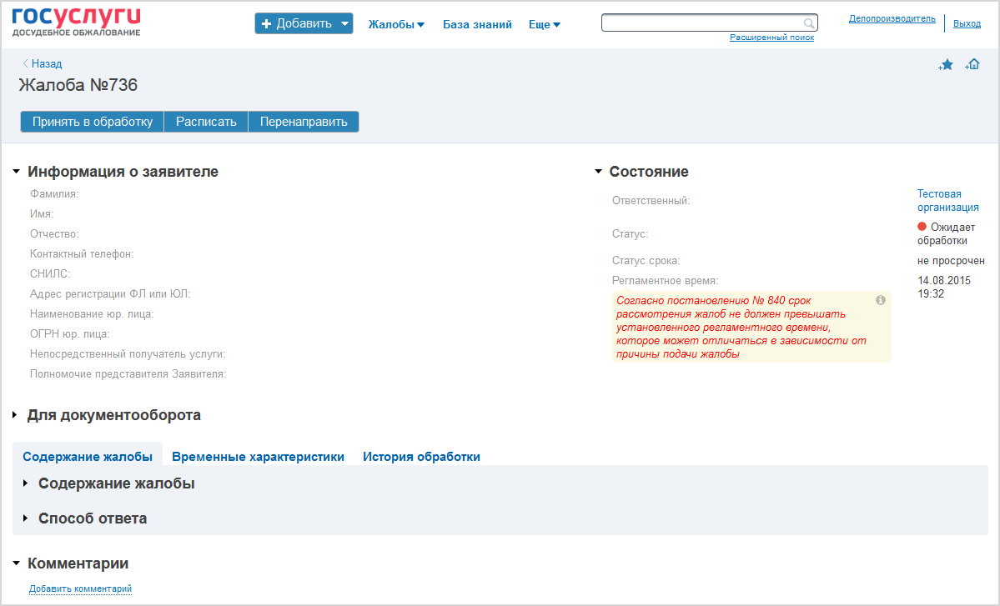 госуслуги
ДОСУДЕБНОЕ ОБЖАЛОВАНИЕ
Добавить
Жалобы
База знаний
Еще
Расширенный поиск
Делопроизводитель
Выход
Назад
Жалоба №736
Принять в обработку
Расписать
Перенаправить
Информация о заявителе
Фамилия:
Имя:
Отчество:
Контактный телефон:
СНИЛС:
Адрес регистрации ФЛ или ЮЛ:
Наименование юр. лица:
ОГРН юр. лица:
Непосредственный получатель услуги:
Полномочие представителя Заявителя:
Состояние
Ответственный:
Тестовая
организация
Статус:
Ожидает
обработки
Статус срока:
не просрочен
Регламентное время:
14.08.2015
19:32
Согласно постановлению № 840 срок
рассмотрения жалоб не должен превышать
установленного регламентного времени,
которое может отличаться в зависимости от
причины подачи жалобы
Для документооборота
Содержание жалобы
Временные характеристики
История обработки
Содержание жалобы
Способ ответа
Комментарии
Добавить комментарий